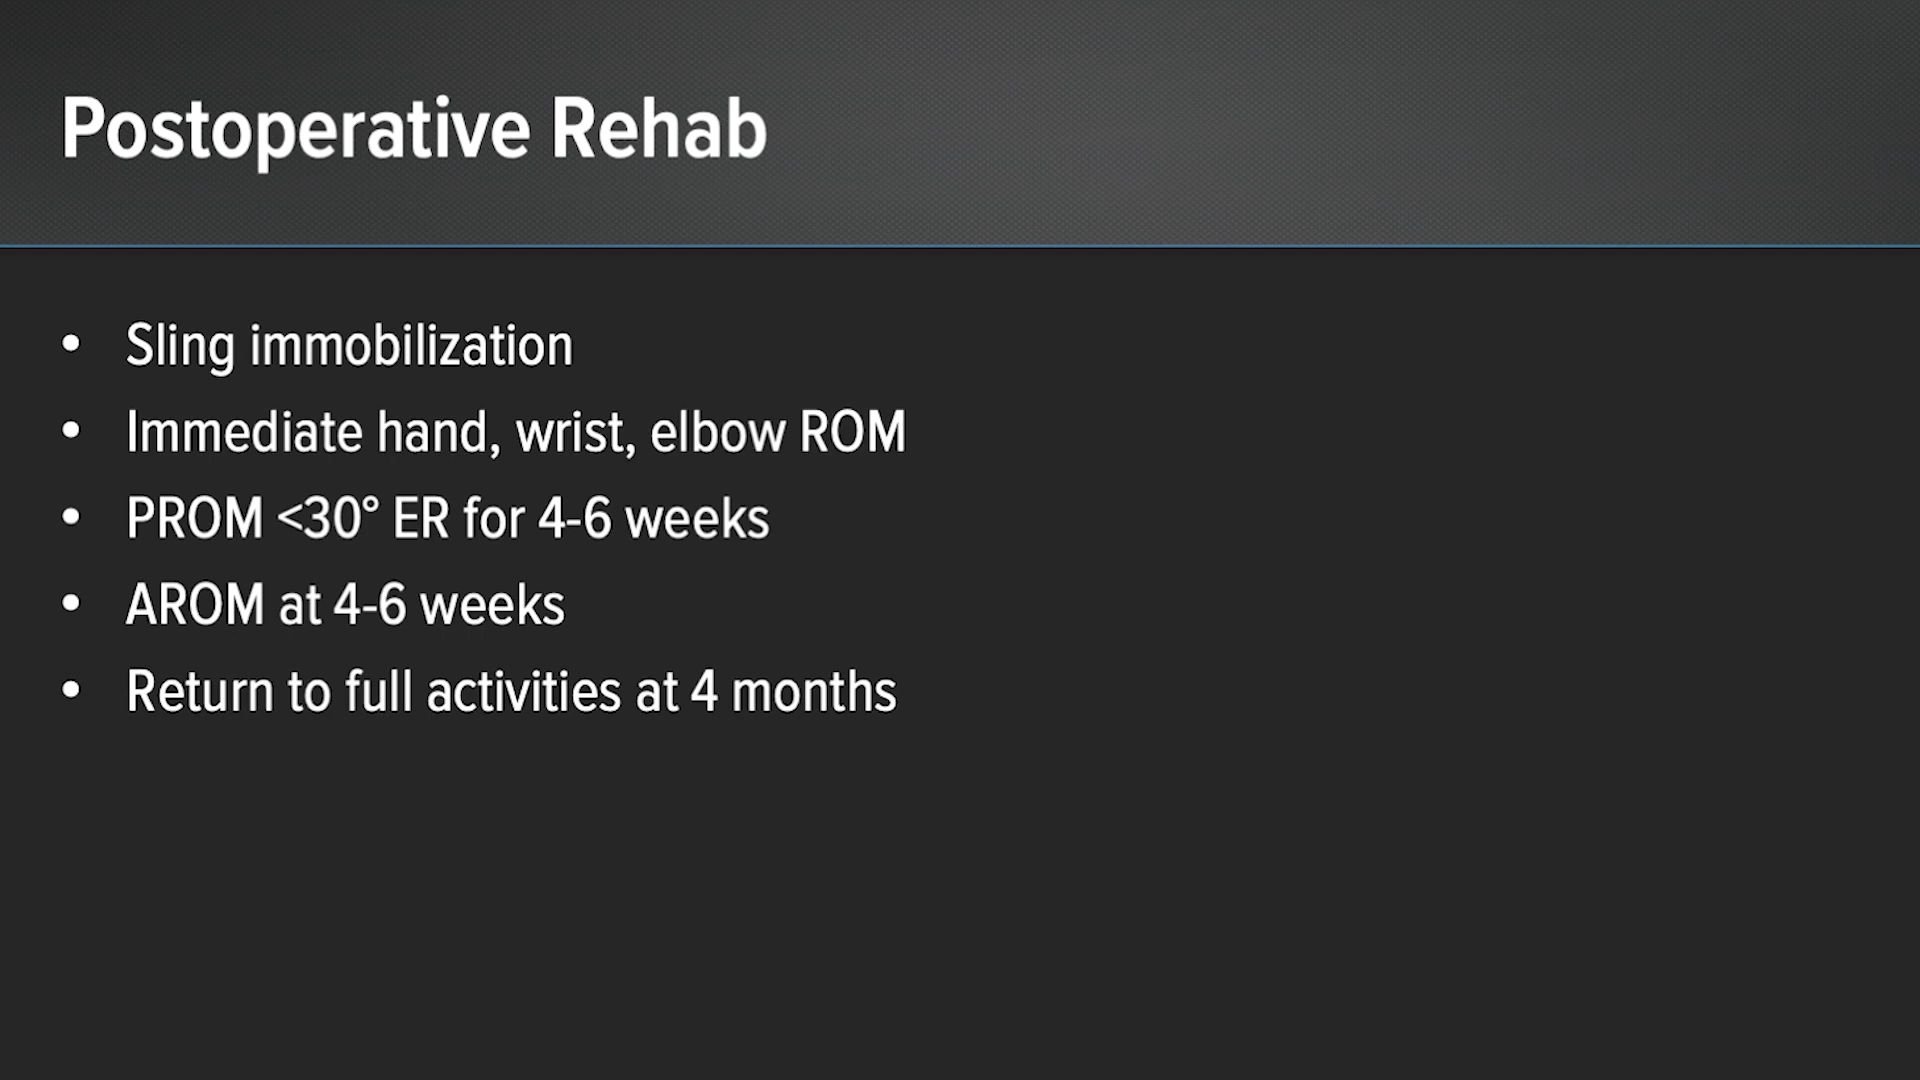 Postoperative Rehab
• Sling immobilization
• Immediate hand, wrist, elbow ROM
• PROM <30° ER for 4-6 weeks
• AROM at 4-6 weeks
• Return to full activities at 4 months